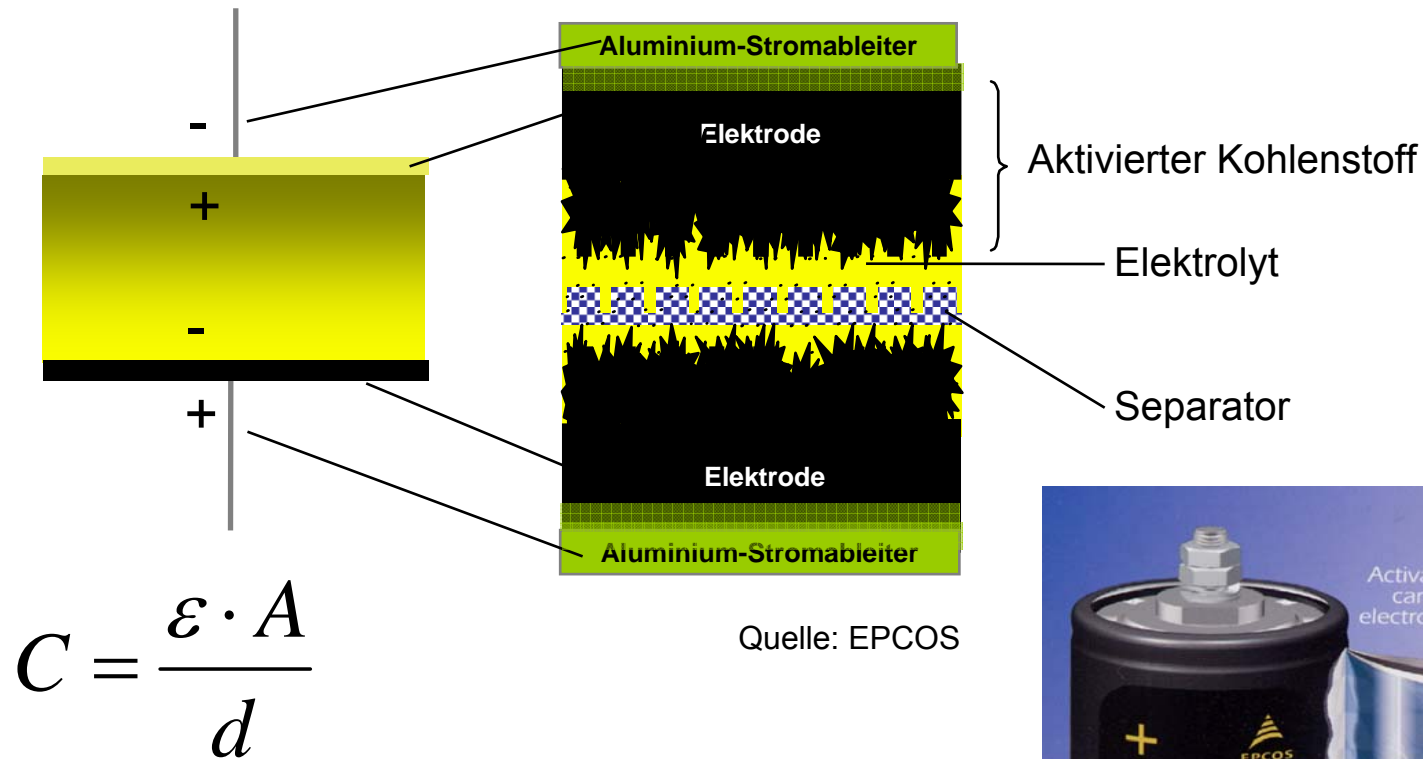 Aluminium-Stromableiter
-
Elektrode
Aktivierter Kohlenstoff
+
Elektrolyt
-
Separator
+
Elektrode
Aluminium-Stromableiter
C = ε · A / d
Quelle: EPCOS
+
EPCOS